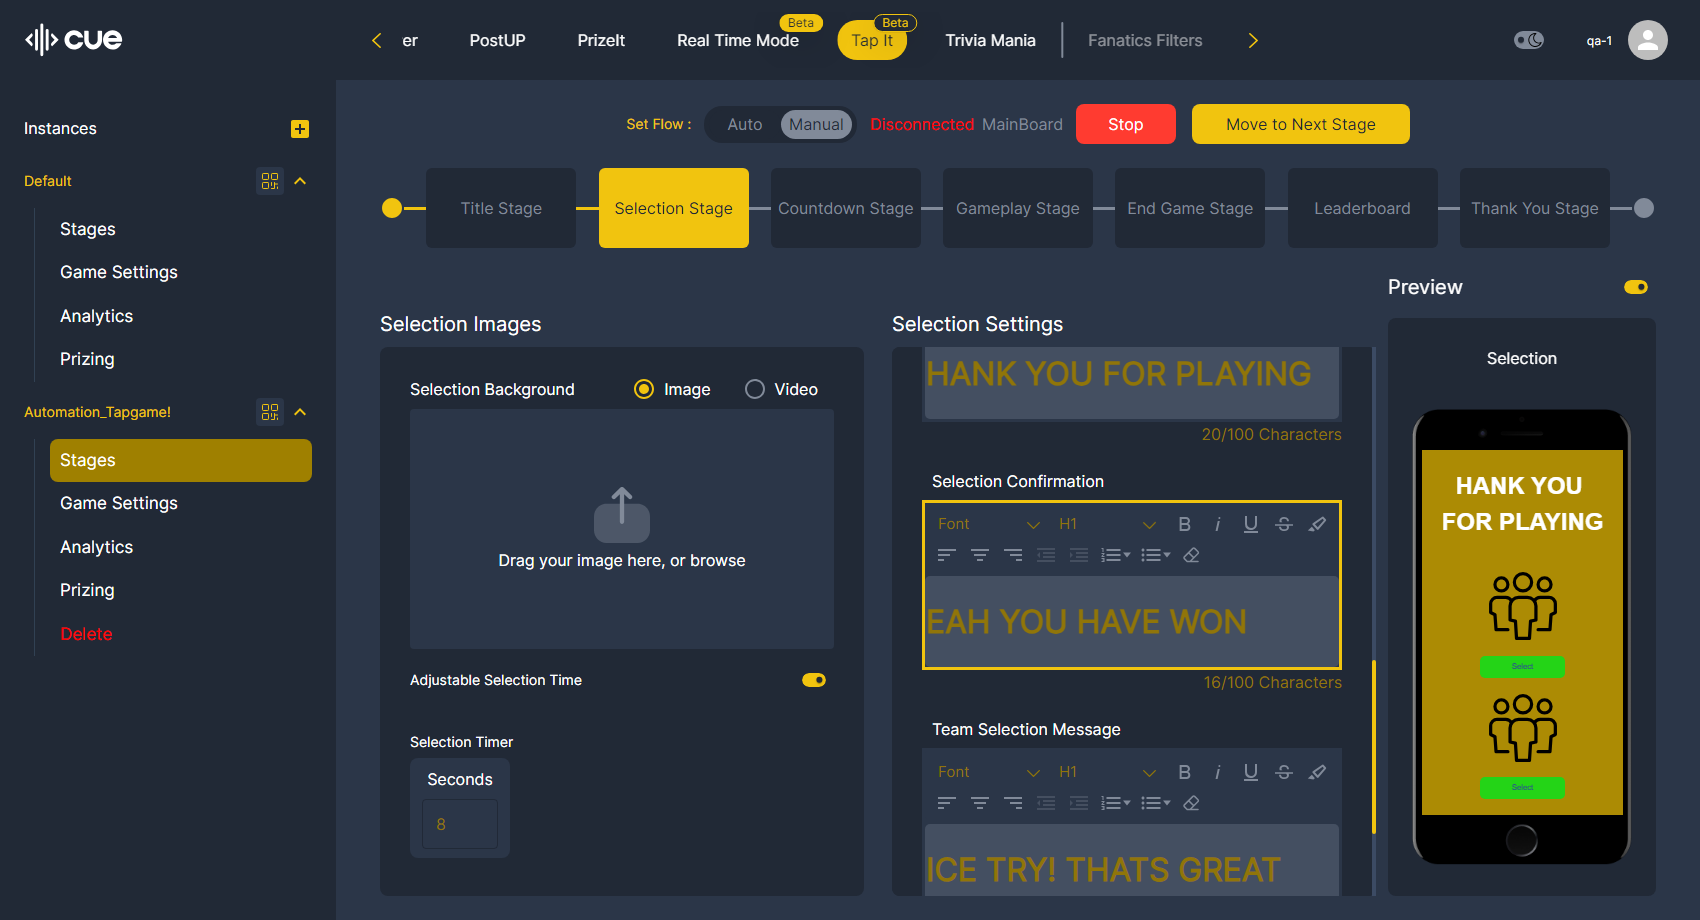 cue
er
PostUP
PrizeIt
Real Time Mode
Beta
Tap It
Beta
Trivia Mania
Fanatics Filters
qa-1
Instances
Default
Stages
Game Settings
Analytics
Prizing
Automation_Tapgame!
Stages
Game Settings
Analytics
Prizing
Delete
Set Flow :
Auto
Manual
Disconnected MainBoard
Stop
Move to Next Stage
Title Stage
Selection Stage
Countdown Stage
Gameplay Stage
End Game Stage
Leaderboard
Thank You Stage
Selection Images
Selection Background
Image
Video
Drag your image here, or browse
Adjustable Selection Time
Selection Timer
Seconds
8
Selection Settings
HANK YOU FOR PLAYING
20/100 Characters
Selection Confirmation
Font
H1
B
i
U
S
EAH YOU HAVE WON
16/100 Characters
Team Selection Message
Font
H1
B
i
U
S
ICE TRY! THATS GREAT
Preview
Selection
HANK YOU
FOR PLAYING
Select
Select